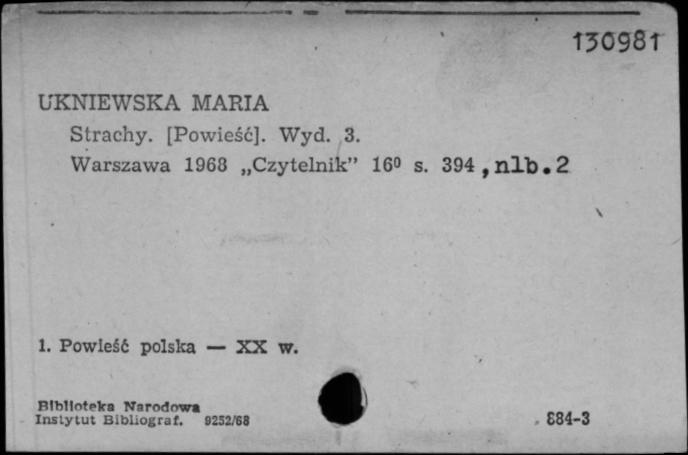 130981
UKNIEWSKA MARIA
Strachy. [Powieść]. Wyd. 3.
Warszawa 1968 „Czytelnik” 16⁰ s. 394, nlb. 2
1. Powieść polska — XX w.
Biblioteka Narodowa
Instytut Bibliograf. 9252/68
884-3